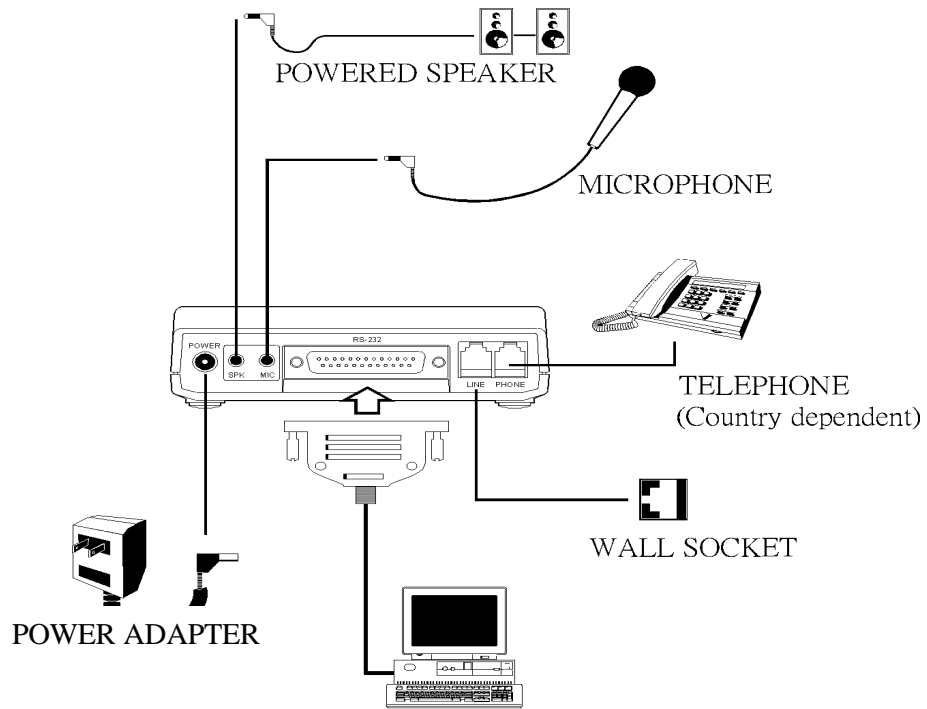 POWERED SPEAKER
MICROPHONE
RS-232
POWER
SPK
MIC
LINE
PHONE
TELEPHONE
(Country dependent)
WALL SOCKET
POWER ADAPTER